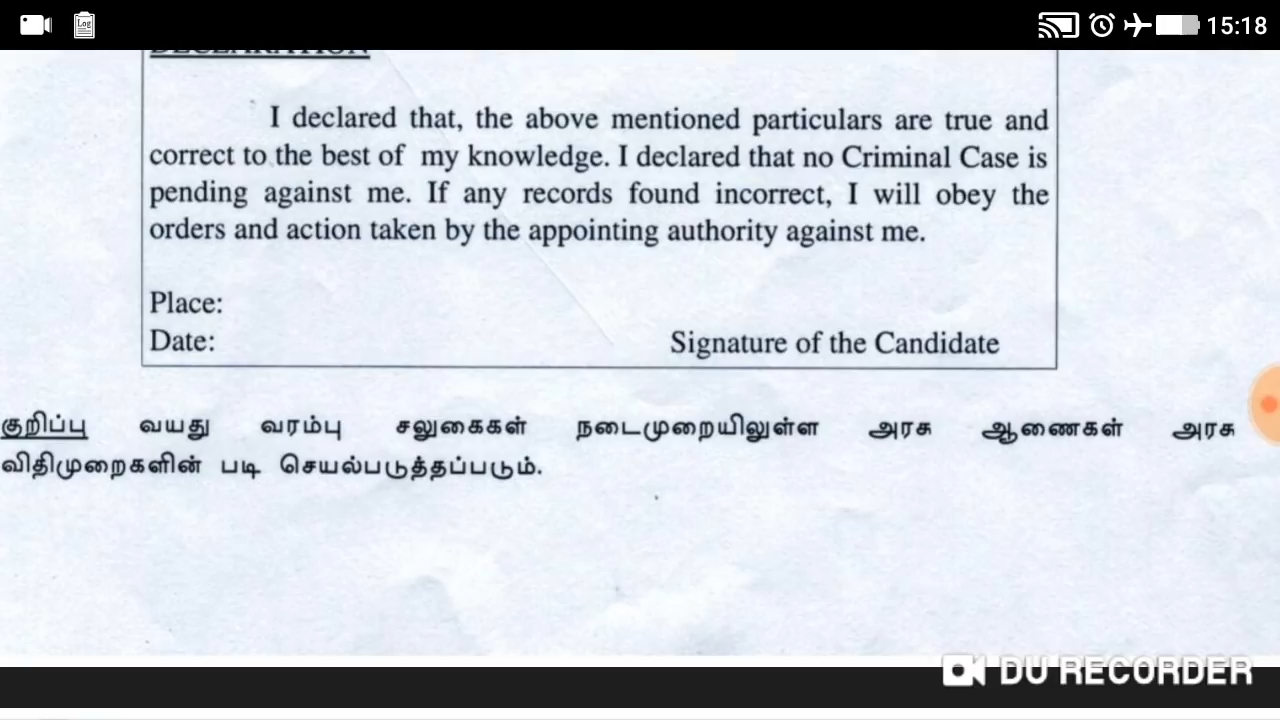 Log
15:18
DECLARATION
I declared that, the above mentioned particulars are true and
correct to the best of my knowledge. I declared that no Criminal Case is
pending against me. If any records found incorrect, I will obey the
orders and action taken by the appointing authority against me.
Place:
Date:
Signature of the Candidate
குறிப்பு வயது வரம்பு சலுகைகள் நடைமுறையிலுள்ள அரசு ஆணைகள் அரசு
விதிமுறைகளின் படி செயல்படுத்தப்படும்.
DU RECORDER